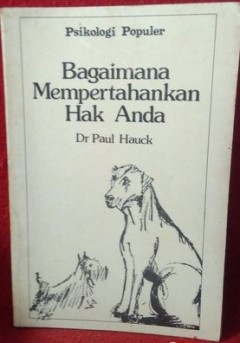 Psikologi Populer
Bagaimana
Mempertahankan
Hak Anda
Dr Paul Hauck